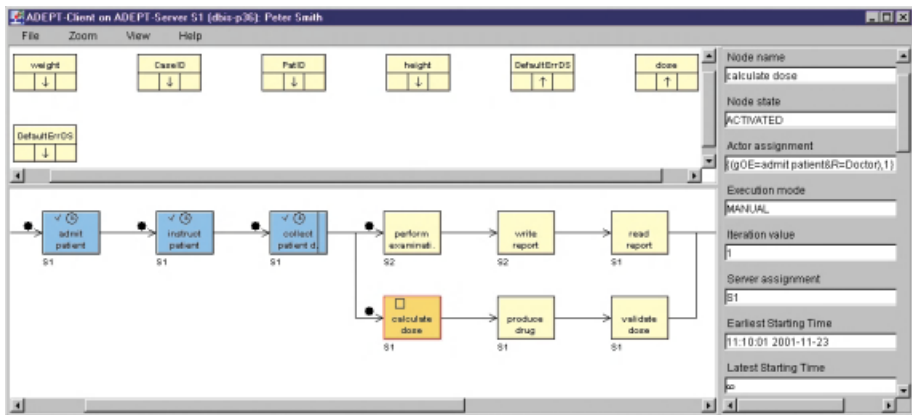 ADEPT-Client on ADEPT-Server S1 (dbis-p36): Peter Smith
File Zoom View Help
weight CaseID PatID height DefaultErrDS dose
DefaultErrDS
Node name
calculate dose
Node state
ACTIVATED
Actor assignment
((gOE=admit patient&R=Doctor),1)
Execution mode
MANUAL
Iteration value
1
Server assignment
S1
Earliest Starting Time
11:10:01 2001-11-23
Latest Starting Time
∞
admit
patient
S1
instruct
patient
S1
collect
patient d.
S1
perform
examinati.
S2
write
report
S2
read
report
S1
calculate
dose
S1
produce
drug
S1
validate
dose
S1